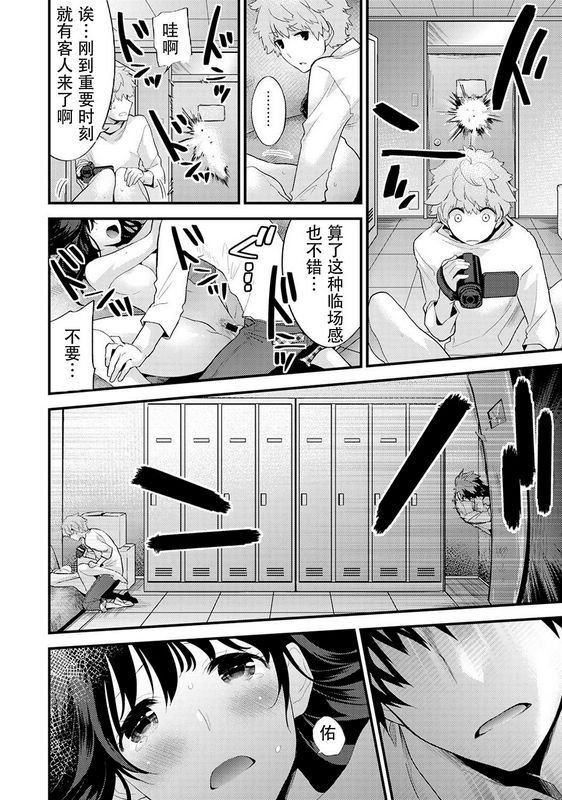 ………
哇啊
诶…刚到重要时刻
就有客人来了啊
算了这种临场感
也不错…
不要…
佑